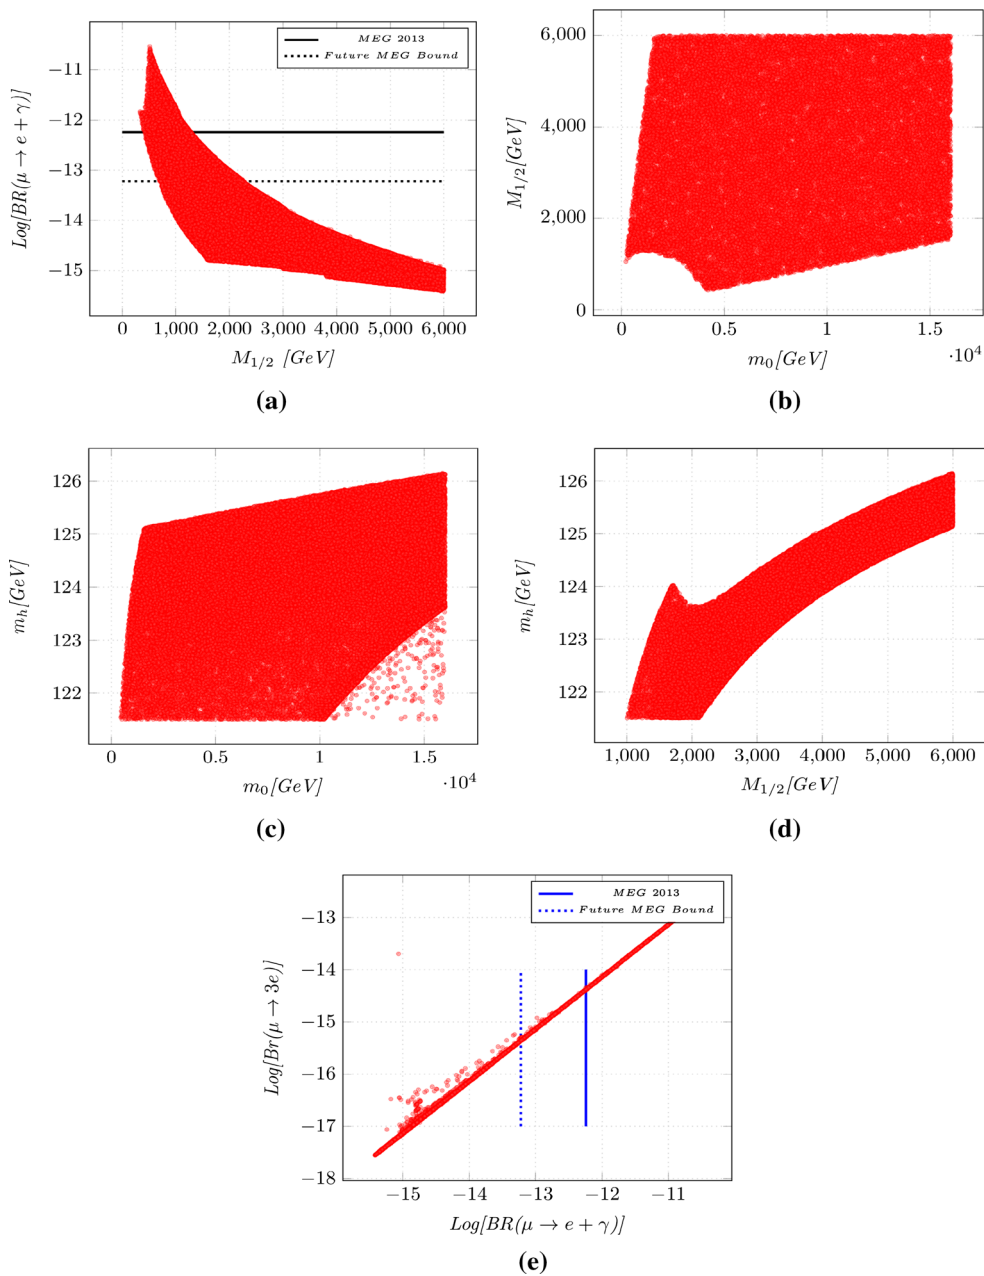 MEG 2013
Future MEG Bound
−11
−12
−13
−14
−15
Log[BR(μ → e + γ)]
0 1,000 2,000 3,000 4,000 5,000 6,000
M1/2 [GeV]
(a)
6,000
4,000
2,000
0
M1/2[GeV]
0 0.5 1 1.5
·10^4
m0[GeV]
(b)
126
125
124
123
122
mh[GeV]
0 0.5 1 1.5
·10^4
m0[GeV]
(c)
126
125
124
123
122
mh[GeV]
1,000 2,000 3,000 4,000 5,000 6,000
M1/2[GeV]
(d)
MEG 2013
Future MEG Bound
−13
−14
−15
−16
−17
−18
Log[Br(μ → 3e)]
−15 −14 −13 −12 −11
Log[BR(μ → e + γ)]
(e)